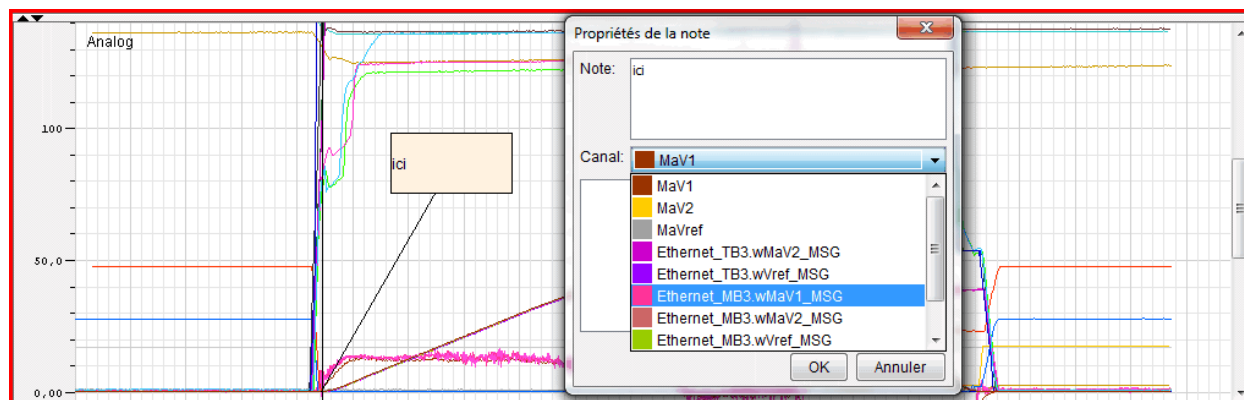 Analog
100
50,0
0,00
ici
Propriétés de la note
Note:
ici
Canal:
MaV1
MaV1
MaV2
MaVref
Ethernet_TB3.wMaV2_MSG
Ethernet_TB3.wVref_MSG
Ethernet_MB3.wMaV1_MSG
Ethernet_MB3.wMaV2_MSG
Ethernet_MB3.wVref_MSG
OK
Annuler